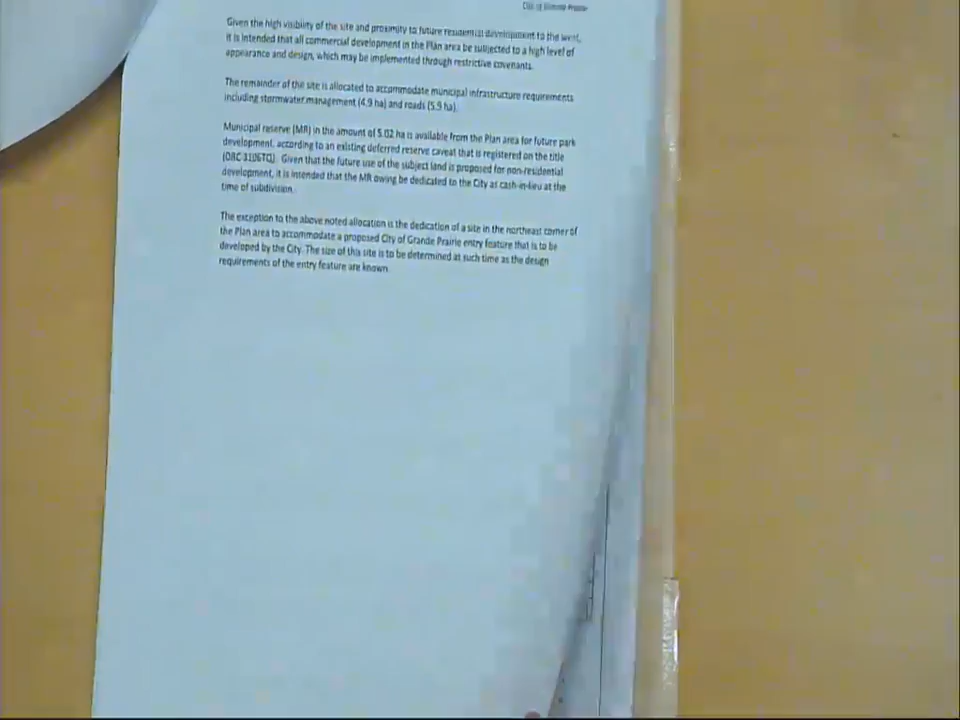 City of Grande Prairie
Given the high visibility of the site and proximity to future residential development to the west,
it is intended that all commercial development in the Plan area be subjected to a high level of
appearance and design, which may be implemented through restrictive covenants.
The remainder of the site is allocated to accommodate municipal infrastructure requirements
including stormwater management (4.9 ha) and roads (5.9 ha).
Municipal reserve (MR) in the amount of 5.02 ha is available from the Plan area for future park
development, according to an existing deferred reserve caveat that is registered on the title
Given that the future use of the subject land is proposed for non-residential
development, it is intended that the MR owing be dedicated to the City as cash-in-lieu at the
time of subdivision.
The exception to the above noted allocation is the dedication of a site in the northeast corner of
the Plan area to accommodate a proposed City of Grande Prairie entry feature that is to be
developed by the City. The size of this site is to be determined at such time as the design
requirements of the entry feature are known.